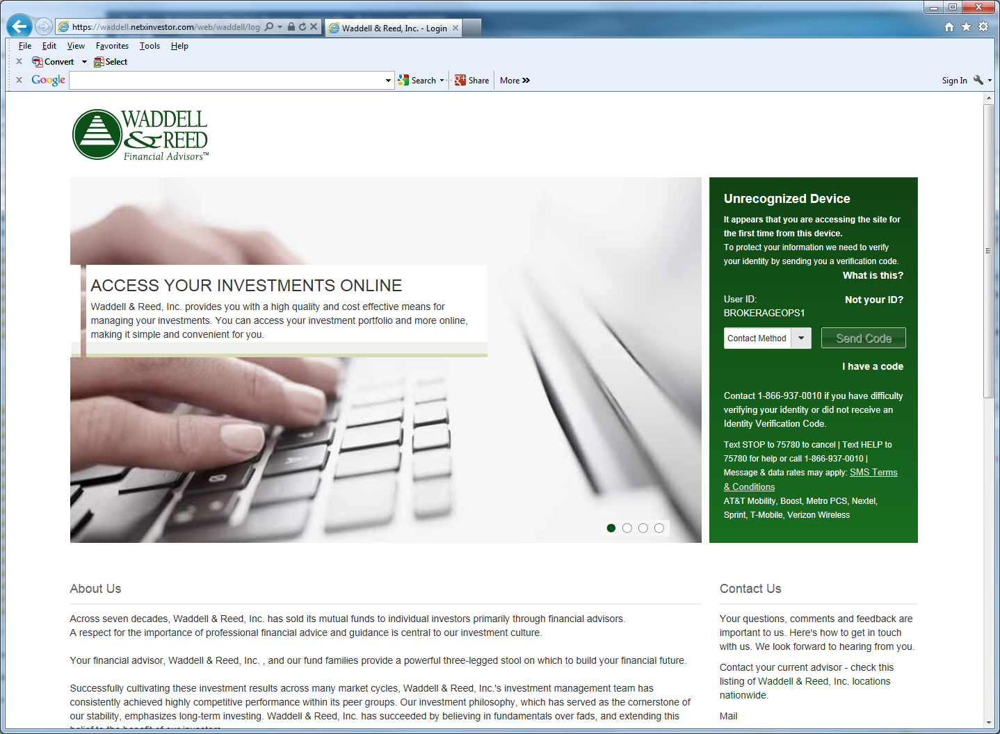 https://waddell.netxinvestor.com/web/waddell/log
Waddell & Reed, Inc. - Login
File Edit View Favorites Tools Help
Convert Select
Google Search Share More Sign In
WADDELL
& REED
Financial Advisors™
ACCESS YOUR INVESTMENTS ONLINE
Waddell & Reed, Inc. provides you with a high quality and cost effective means for
managing your investments. You can access your investment portfolio and more online,
making it simple and convenient for you.
Unrecognized Device
It appears that you are accessing the site for
the first time from this device.
To protect your information we need to verify
your identity by sending you a verification code.
What is this?
User ID: Not your ID?
BROKERAGEOPS1
Contact Method Send Code
I have a code
Contact 1-866-937-0010 if you have difficulty
verifying your identity or did not receive an
Identity Verification Code.
Text STOP to 75780 to cancel | Text HELP to
75780 for help or call 1-866-937-0010 |
Message & data rates may apply: SMS Terms
& Conditions
AT&T Mobility, Boost, Metro PCS, Nextel,
Sprint, T-Mobile, Verizon Wireless
About Us
Across seven decades, Waddell & Reed, Inc. has sold its mutual funds to individual investors primarily through financial advisors.
A respect for the importance of professional financial advice and guidance is central to our investment culture.
Your financial advisor, Waddell & Reed, Inc. , and our fund families provide a powerful three-legged stool on which to build your financial future.
Successfully cultivating these investment results across many market cycles, Waddell & Reed, Inc.'s investment management team has
consistently achieved highly competitive performance within its peer groups. Our investment philosophy, which has served as the cornerstone of
our stability, emphasizes long-term investing. Waddell & Reed, Inc. has succeeded by believing in fundamentals over fads, and extending this
belief to the benefit of our investors.
Contact Us
Your questions, comments and feedback are
important to us. Here's how to get in touch
with us. We look forward to hearing from you.
Contact your current advisor - check this
listing of Waddell & Reed, Inc. locations
nationwide.
Mail